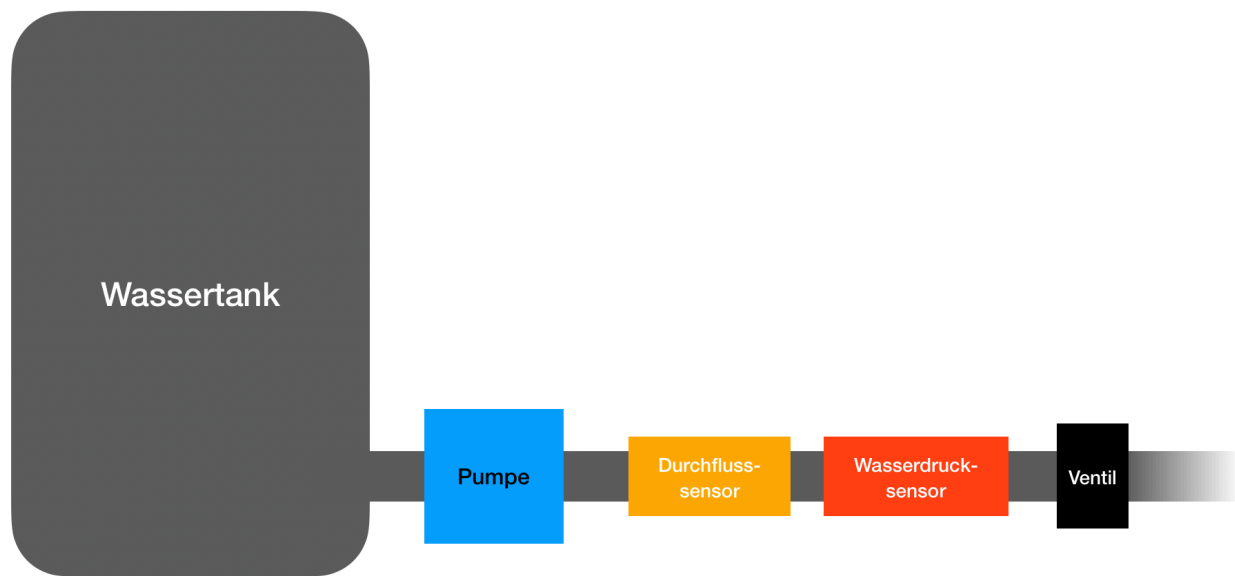 Wassertank
Pumpe
Durchfluss-
sensor
Wasserdruck-
sensor
Ventil